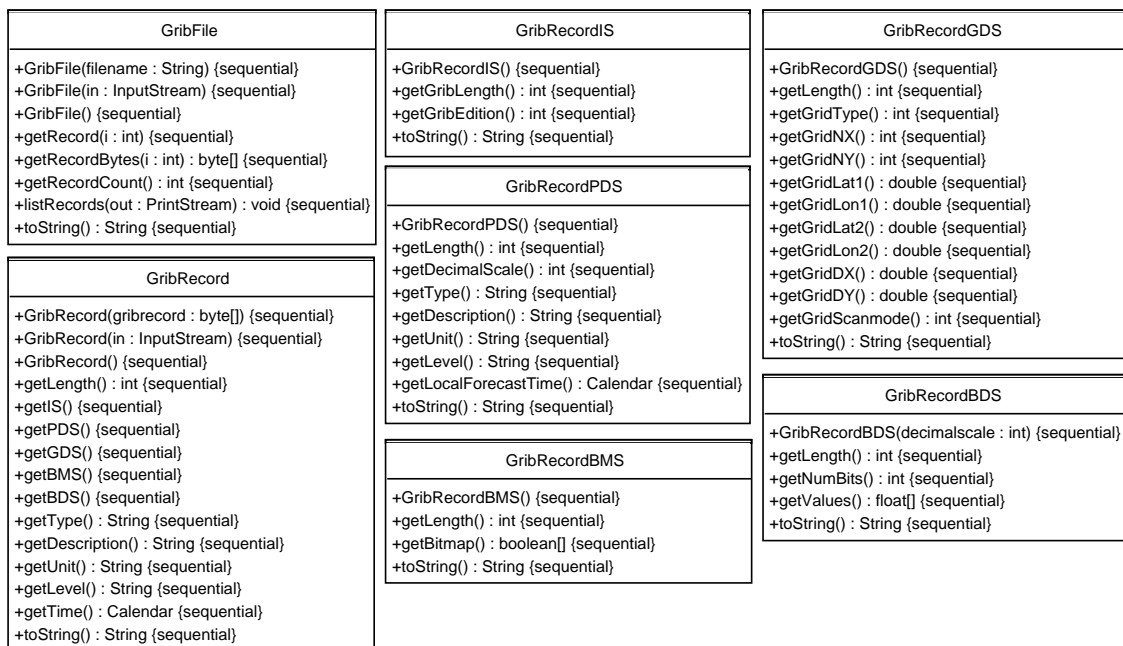 GribFile
+GribFile(filename : String) {sequential}
+GribFile(in : InputStream) {sequential}
+GribFile() {sequential}
+getRecord(i : int) {sequential}
+getRecordBytes(i : int) : byte[] {sequential}
+getRecordCount() : int {sequential}
+listRecords(out : PrintStream) : void {sequential}
+toString() : String {sequential}
GribRecord
+GribRecord(gribrecord : byte[]) {sequential}
+GribRecord(in : InputStream) {sequential}
+GribRecord() {sequential}
+getLength() : int {sequential}
+getIS() {sequential}
+getPDS() {sequential}
+getGDS() {sequential}
+getBMS() {sequential}
+getBDS() {sequential}
+getType() : String {sequential}
+getDescription() : String {sequential}
+getUnit() : String {sequential}
+getLevel() : String {sequential}
+getTime() : Calendar {sequential}
+toString() : String {sequential}
GribRecordIS
+GribRecordIS() {sequential}
+getGribLength() : int {sequential}
+getGribEdition() : int {sequential}
+toString() : String {sequential}
GribRecordPDS
+GribRecordPDS() {sequential}
+getLength() : int {sequential}
+getDecimalScale() : int {sequential}
+getType() : String {sequential}
+getDescription() : String {sequential}
+getUnit() : String {sequential}
+getLevel() : String {sequential}
+getLocalForecastTime() : Calendar {sequential}
+toString() : String {sequential}
GribRecordBMS
+GribRecordBMS() {sequential}
+getLength() : int {sequential}
+getBitmap() : boolean[] {sequential}
+toString() : String {sequential}
GribRecordGDS
+GribRecordGDS() {sequential}
+getLength() : int {sequential}
+getGridType() : int {sequential}
+getGridNX() : int {sequential}
+getGridNY() : int {sequential}
+getGridLat1() : double {sequential}
+getGridLon1() : double {sequential}
+getGridLat2() : double {sequential}
+getGridLon2() : double {sequential}
+getGridDX() : double {sequential}
+getGridDY() : double {sequential}
+getGridScanmode() : int {sequential}
+toString() : String {sequential}
GribRecordBDS
+GribRecordBDS(decimalscale : int) {sequential}
+getLength() : int {sequential}
+getNumBits() : int {sequential}
+getValues() : float[] {sequential}
+toString() : String {sequential}